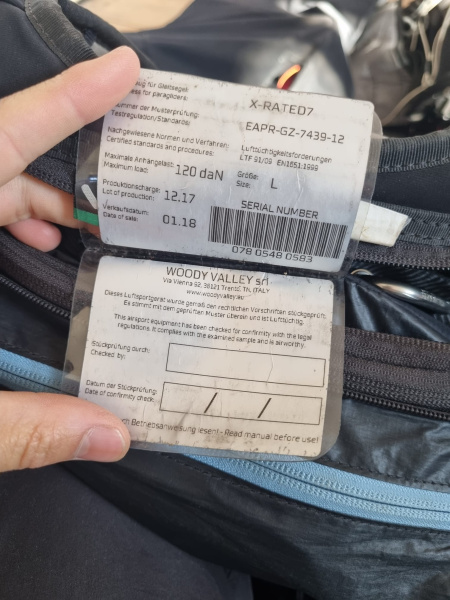 zeug für Gleitsegel
ness for paragliders: X-RATED7
Nummer der Musterprüfung:
Testregulation/Standards: EAPR-GZ-7439-12
Nachgewiesene Normen und Verfahren: Luftüchtigkeitsforderungen
Certified standards and procedures: LTF 91/09 EN1651:1999
Maximale Anhängelast: 120 daN Größe: L
Maximum load: Size:
Produktionscharge: 12.17
Lot of production:
Verkaufsdatum: 01.18
Date of sale:
SERIAL NUMBER
078 0548 0583
WOODY VALLEY srl
Via Vienna 92, 38121 Trento, TN, ITALY
www.woodyvalley.eu
Dieses Luftsportgerät wurde gemäß den rechtlichen Vorschriften stückgeprüft.
Es stimmt mit dem geprüften Muster überein und ist lufttüchtig.
This airsport equipment has been checked for conformity with the legal
regulations. It complies with the examined sample and is airworthy.
Stückprüfung durch:
Checked by:
Datum der Stückprüfung:
Date of conformity check: / /
Betriebsanweisung lesen! - Read manual before use!